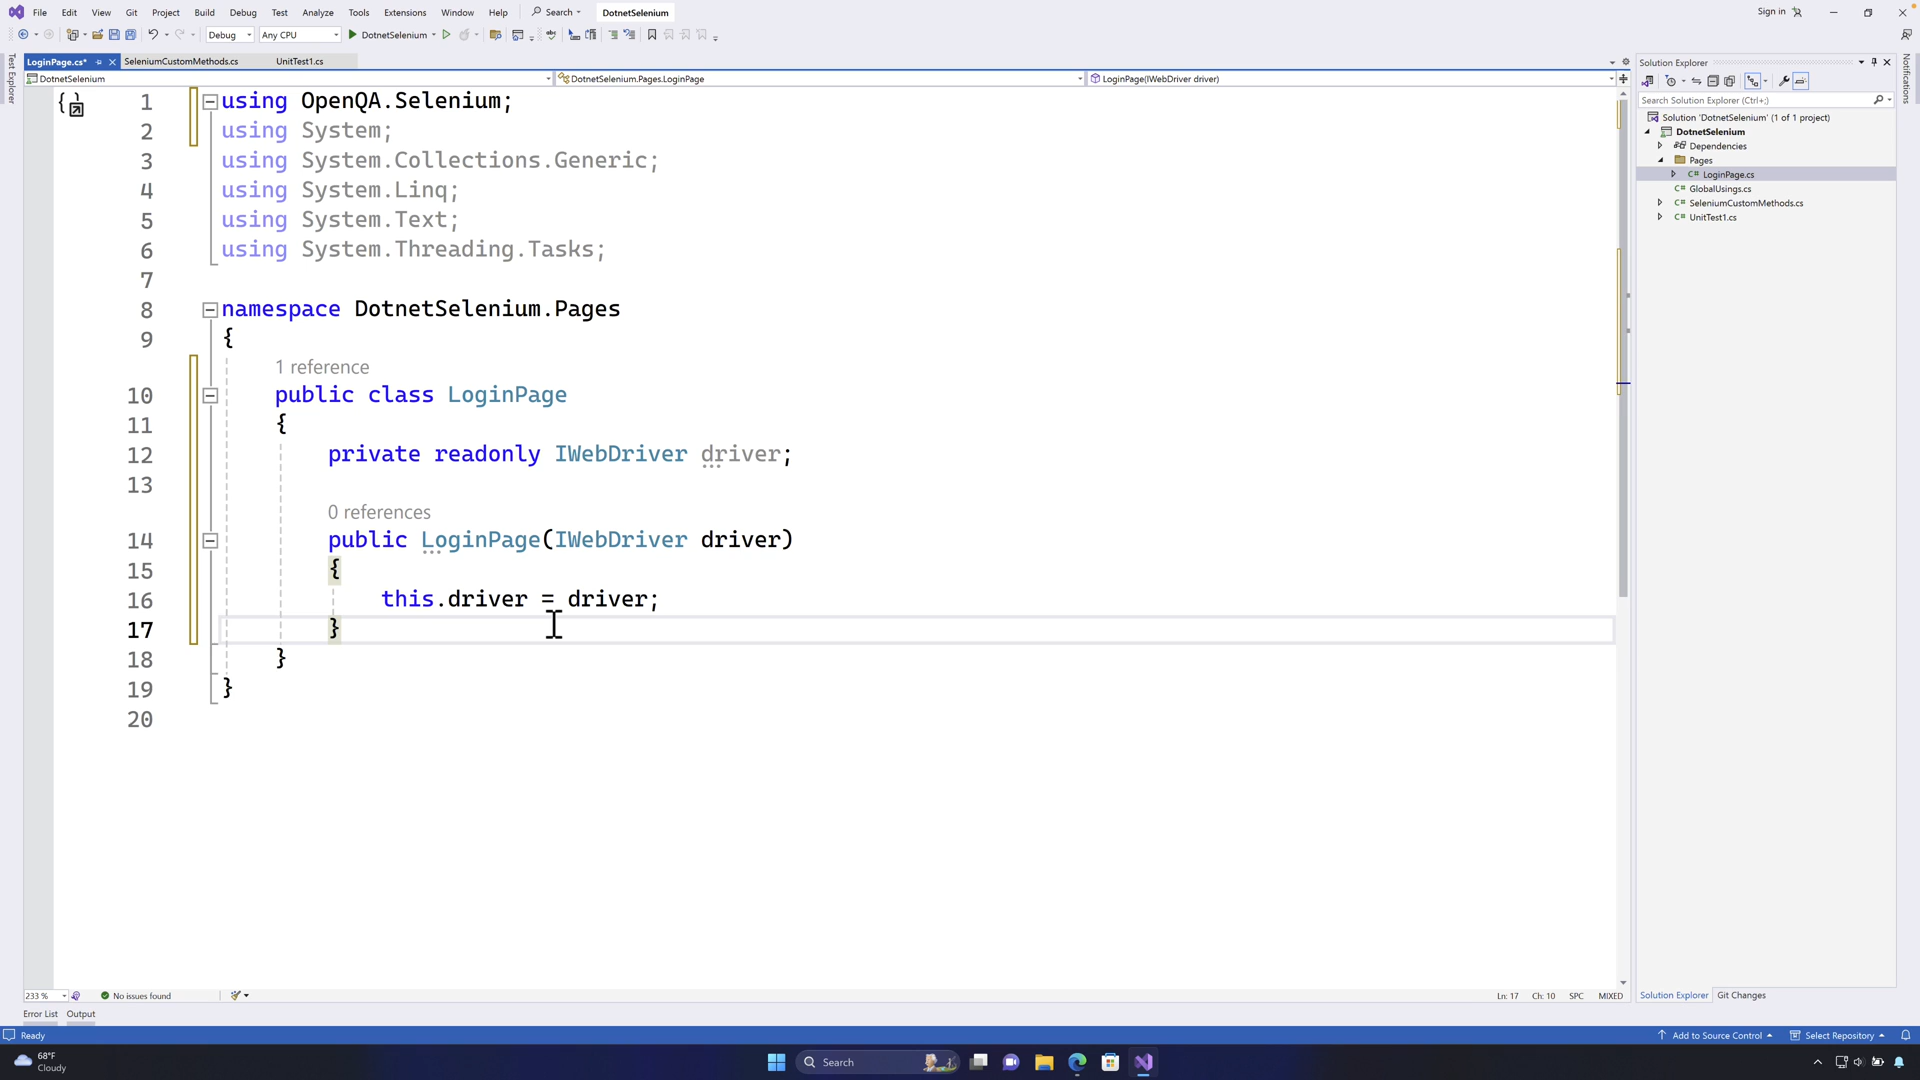 File Edit View Git Project Build Debug Test Analyze Tools Extensions Window Help Search DotnetSelenium Sign in
Debug Any CPU DotnetSelenium
LoginPage.cs* SeleniumCustomMethods.cs UnitTest1.cs
DotnetSelenium DotnetSelenium.Pages.LoginPage LoginPage(IWebDriver driver)
Test Explorer
1 using OpenQA.Selenium;
2 using System;
3 using System.Collections.Generic;
4 using System.Linq;
5 using System.Text;
6 using System.Threading.Tasks;
7
8 namespace DotnetSelenium.Pages
9 {
1 reference
10 public class LoginPage
11 {
12 private readonly IWebDriver driver;
13
0 references
14 public LoginPage(IWebDriver driver)
15 {
16 this.driver = driver;
17 }
18 }
19 }
20
Solution Explorer
Search Solution Explorer (Ctrl+;)
Solution 'DotnetSelenium' (1 of 1 project)
DotnetSelenium
Dependencies
Pages
C# LoginPage.cs
C# GlobalUsings.cs
C# SeleniumCustomMethods.cs
C# UnitTest1.cs
Notifications
233 % No issues found Ln: 17 Ch: 10 SPC MIXED
Solution Explorer Git Changes
Error List Output
Ready Add to Source Control Select Repository
68°F
Cloudy
Search